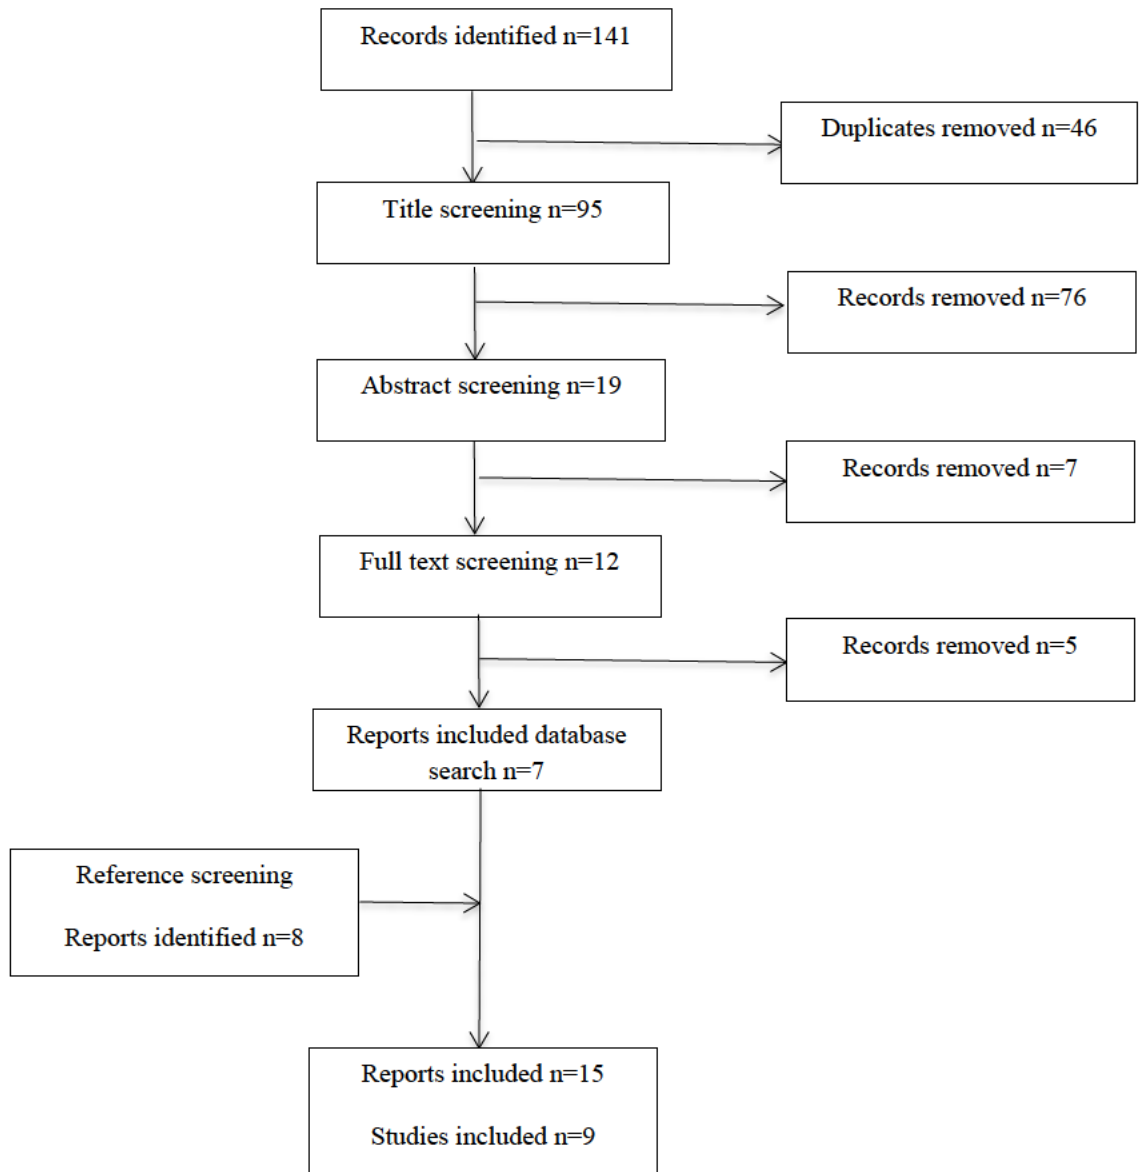 Records identified n=141
Duplicates removed n=46
Title screening n=95
Records removed n=76
Abstract screening n=19
Records removed n=7
Full text screening n=12
Records removed n=5
Reports included database
search n=7
Reference screening
Reports identified n=8
Reports included n=15
Studies included n=9